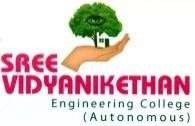 SREE
VIDYANIKETHAN
Engineering College
(Autonomous)